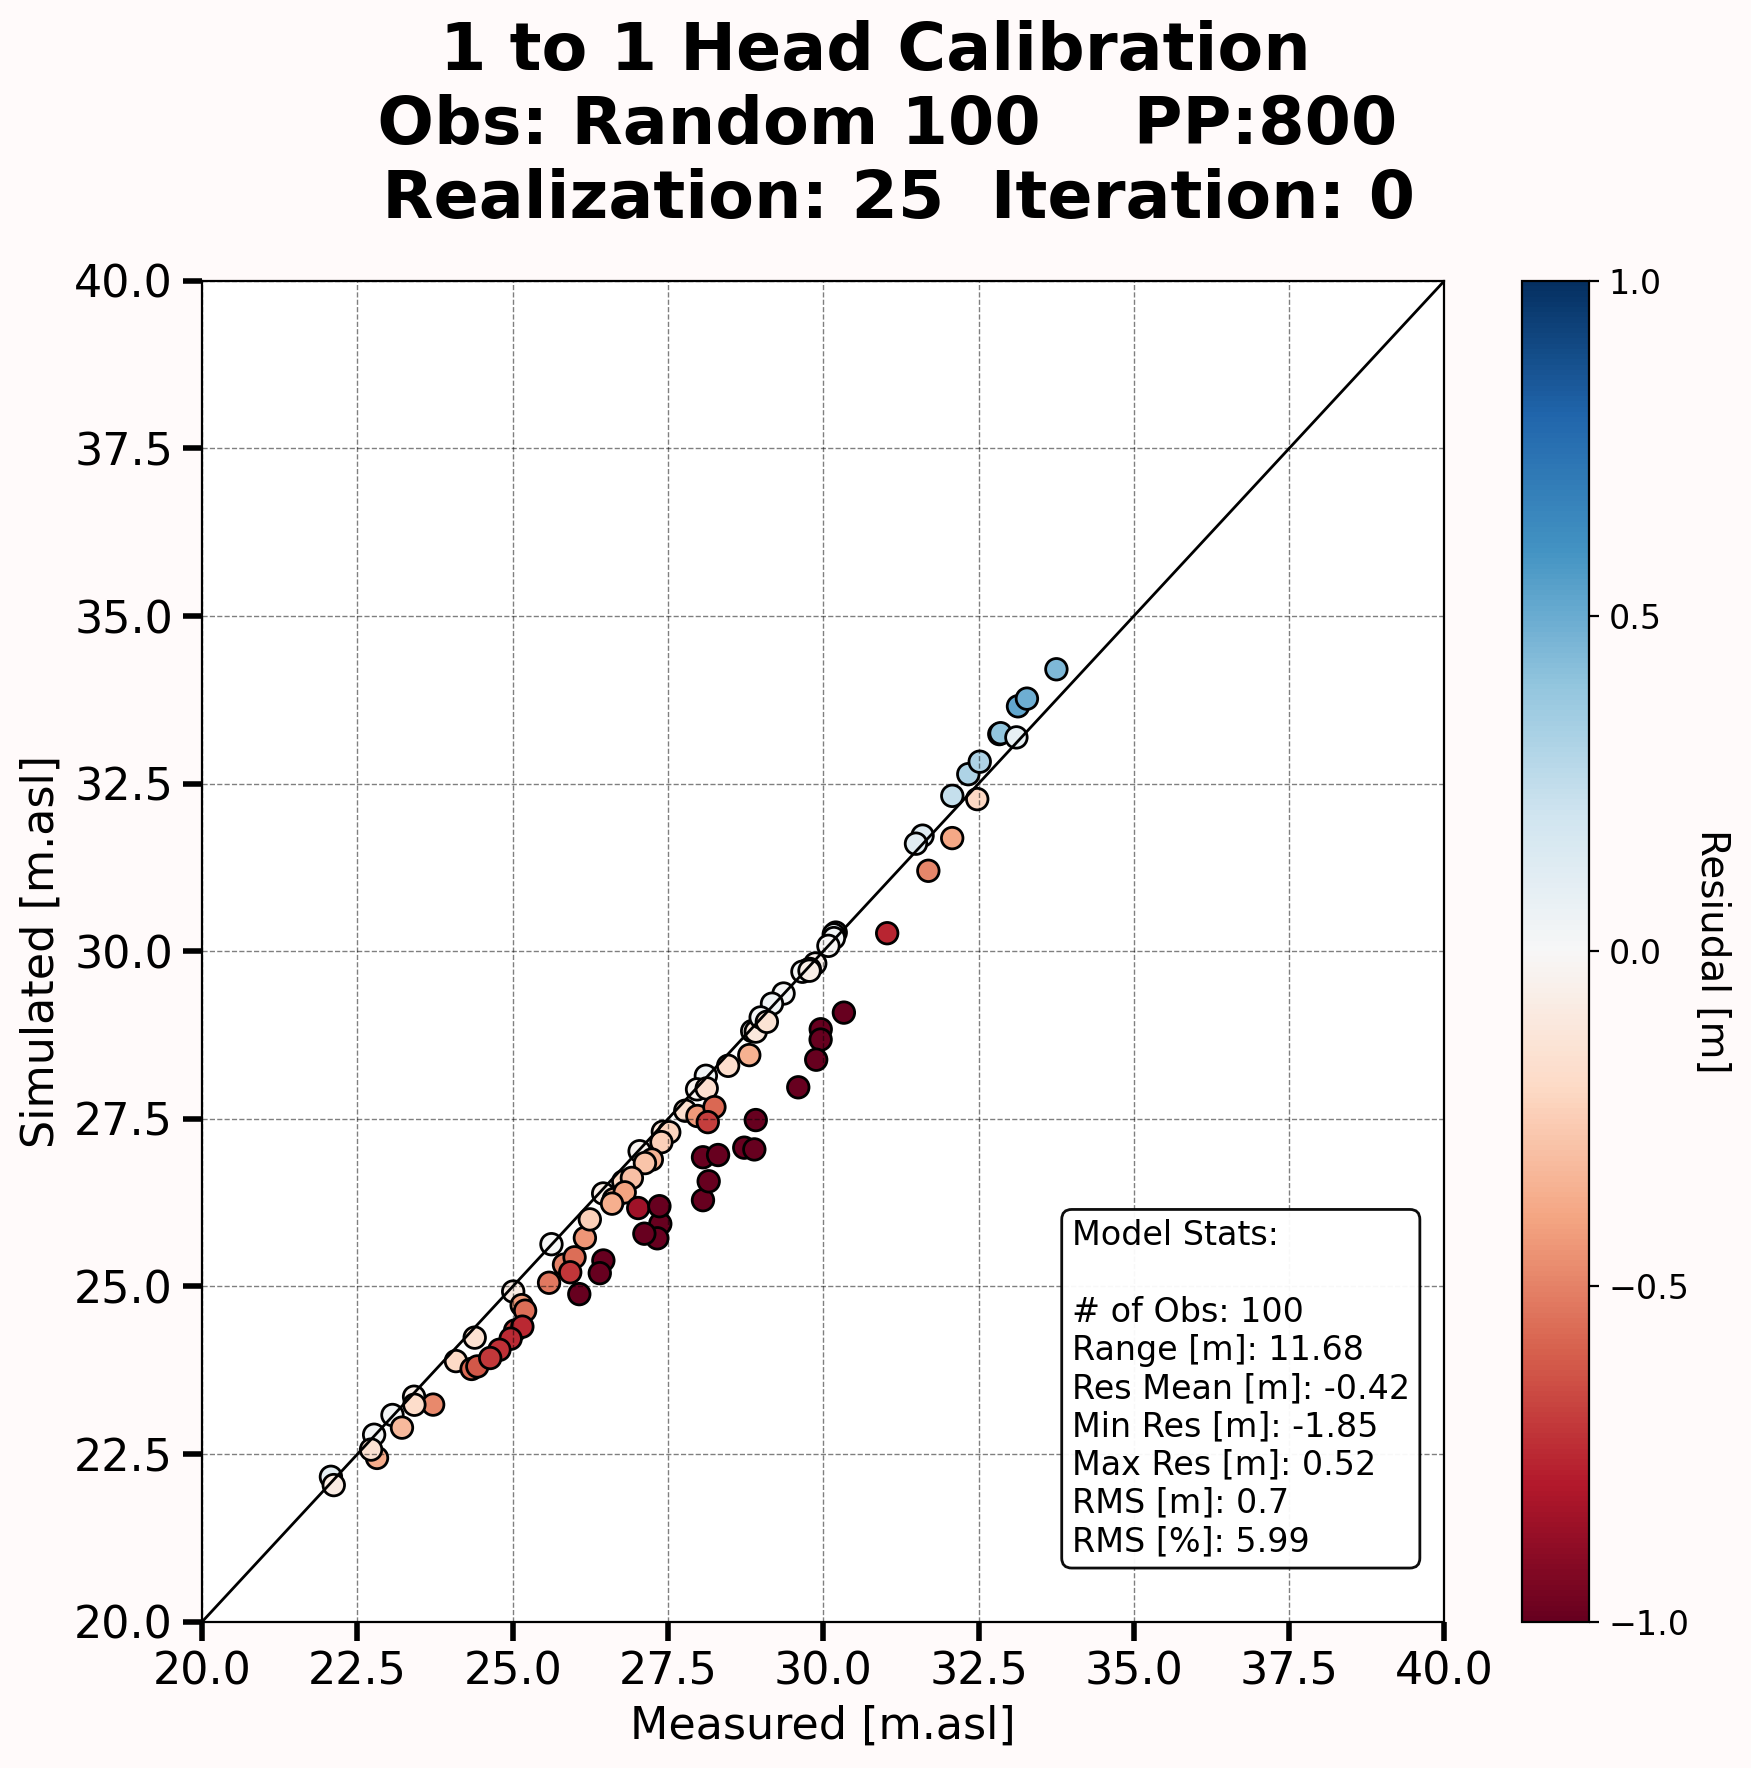 1 to 1 Head Calibration
Obs: Random 100 PP:800
Realization: 25 Iteration: 0
40.0
37.5
35.0
32.5
30.0
27.5
25.0
22.5
20.0
Simulated [m.asl]
20.0 22.5 25.0 27.5 30.0 32.5 35.0 37.5 40.0
Measured [m.asl]
Model Stats:
# of Obs: 100
Range [m]: 11.68
Res Mean [m]: -0.42
Min Res [m]: -1.85
Max Res [m]: 0.52
RMS [m]: 0.7
RMS [%]: 5.99
1.0
0.5
0.0
−0.5
−1.0
Resiudal [m]